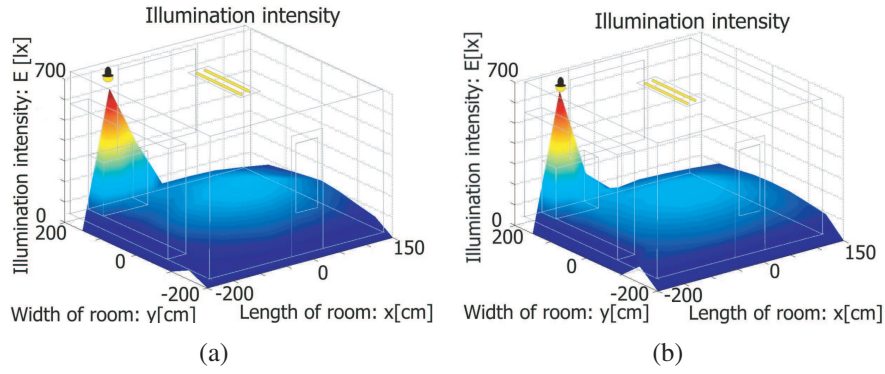 Illumination intensity
Illumination intensity: E [lx]
700
0
200
0
-200
-200
0
150
Width of room: y[cm]
Length of room: x[cm]
(a)
Illumination intensity
Illumination intensity: E[lx]
700
0
200
0
-200
-200
0
150
Width of room: y[cm]
Length of room: x[cm]
(b)